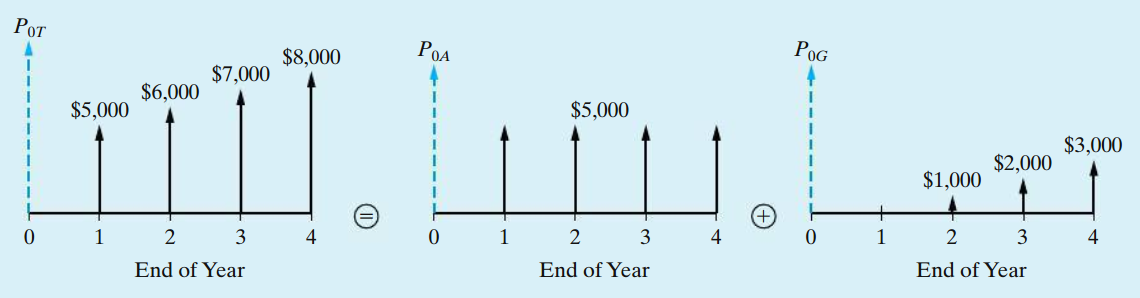 P0T
$5,000
$6,000
$7,000
$8,000
0 1 2 3 4
End of Year
=
P0A
$5,000
0 1 2 3 4
End of Year
+
P0G
$1,000
$2,000
$3,000
0 1 2 3 4
End of Year